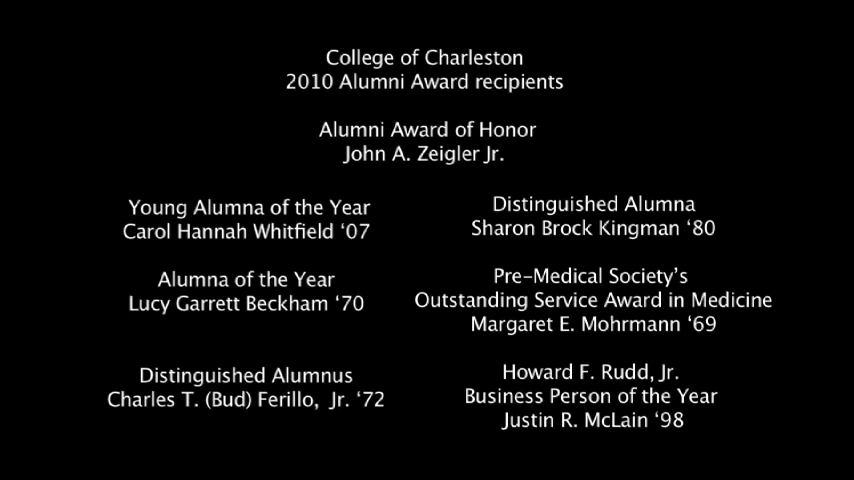 College of Charleston
2010 Alumni Award recipients
Alumni Award of Honor
John A. Zeigler Jr.
Young Alumna of the Year
Carol Hannah Whitfield ‘07
Alumna of the Year
Lucy Garrett Beckham ‘70
Distinguished Alumnus
Charles T. (Bud) Ferillo, Jr. ‘72
Distinguished Alumna
Sharon Brock Kingman ‘80
Pre-Medical Society’s
Outstanding Service Award in Medicine
Margaret E. Mohrmann ‘69
Howard F. Rudd, Jr.
Business Person of the Year
Justin R. McLain ‘98